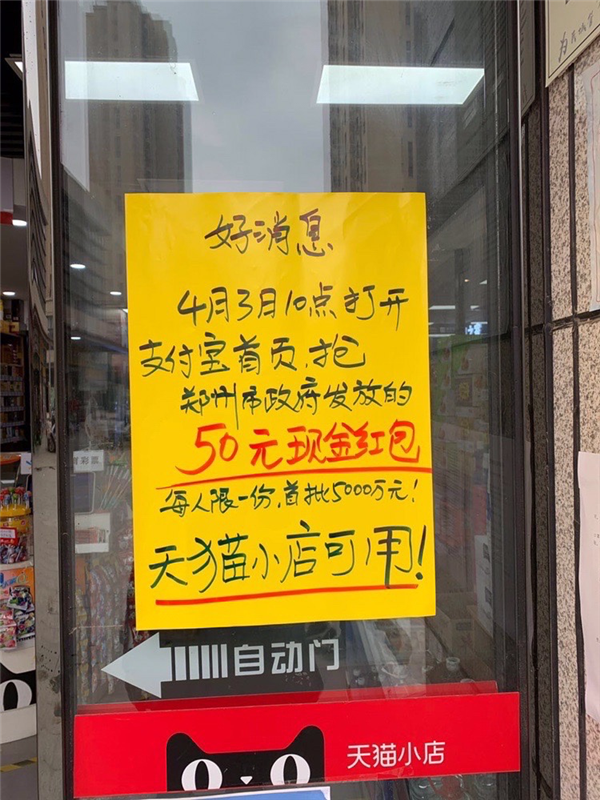 好消息
4月3月10点打开
支付宝首页,抢
郑州市政府发放的
50元现金红包
每人限一份,首批5000万元!
天猫小店可用!
自动门
天猫小店